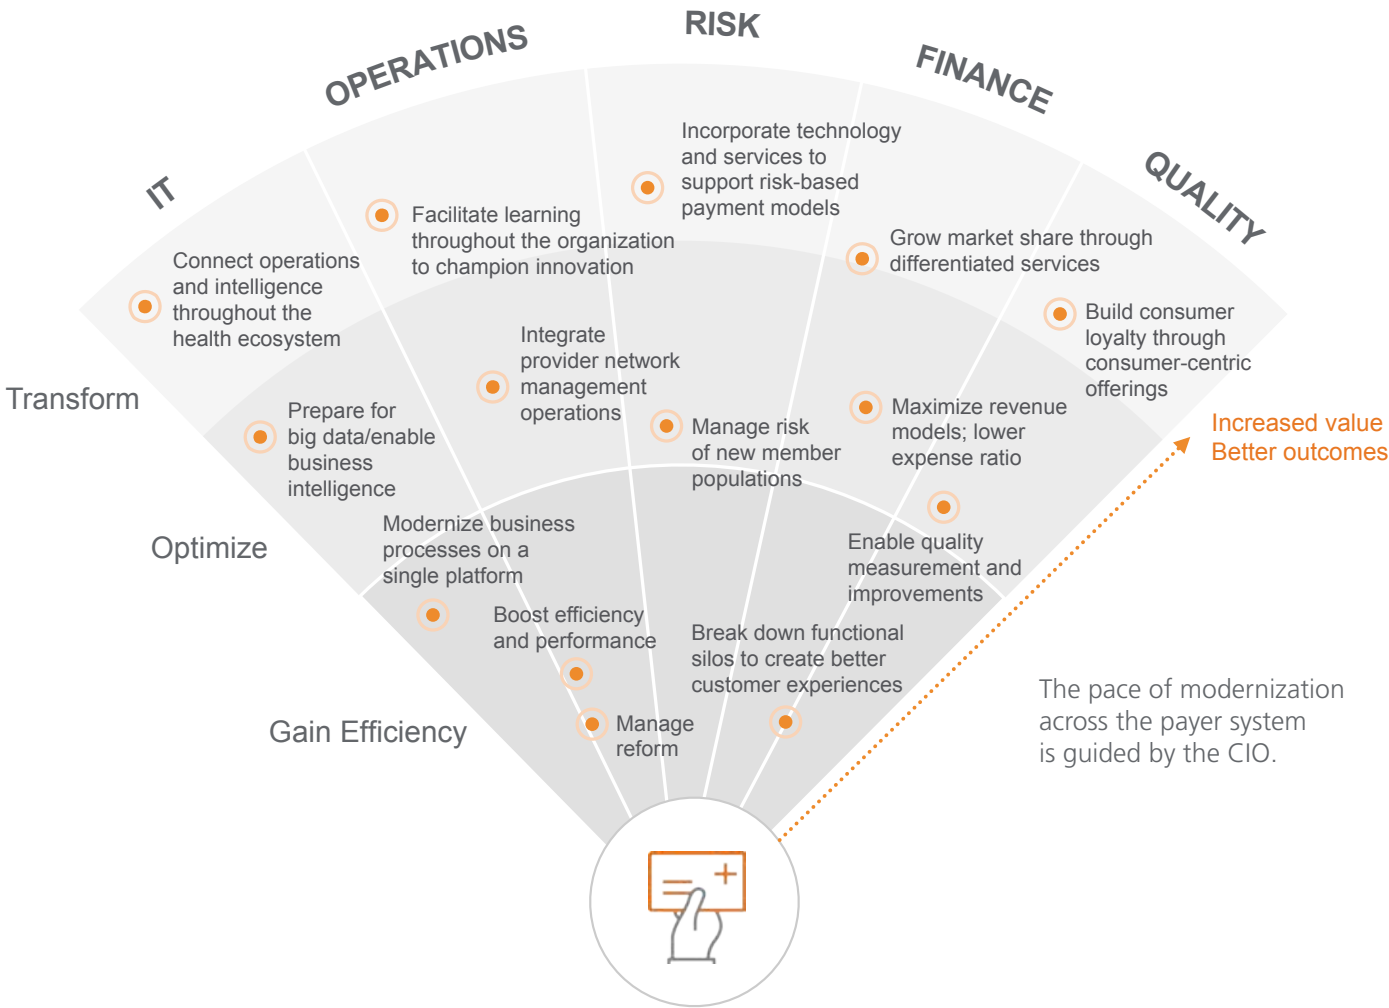 IT
OPERATIONS
RISK
FINANCE
QUALITY
Connect operations
and intelligence
throughout the
health ecosystem
Facilitate learning
throughout the organization
to champion innovation
Incorporate technology
and services to
support risk-based
payment models
Grow market share through
differentiated services
Build consumer
loyalty through
consumer-centric
offerings
Transform
Prepare for
big data/enable
business
intelligence
Integrate
provider network
management
operations
Manage risk
of new member
populations
Maximize revenue
models; lower
expense ratio
Increased value
Better outcomes
Optimize
Modernize business
processes on a
single platform
Enable quality
measurement and
improvements
Boost efficiency
and performance
Break down functional
silos to create better
customer experiences
Gain Efficiency
Manage
reform
The pace of modernization
across the payer system
is guided by the CIO.